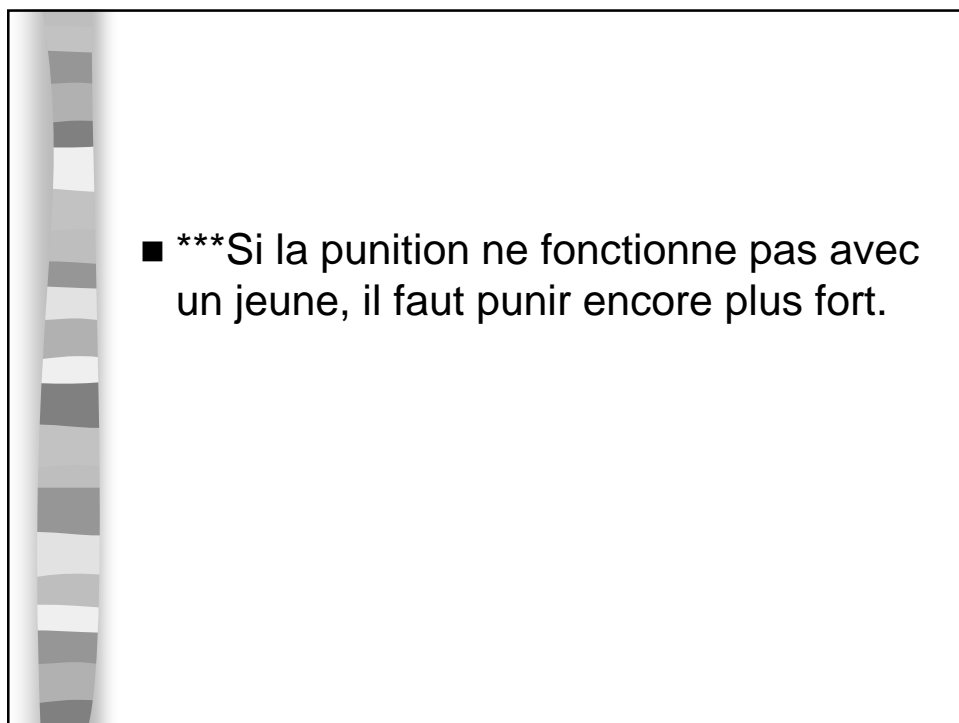 ■ ***Si la punition ne fonctionne pas avec
un jeune, il faut punir encore plus fort.